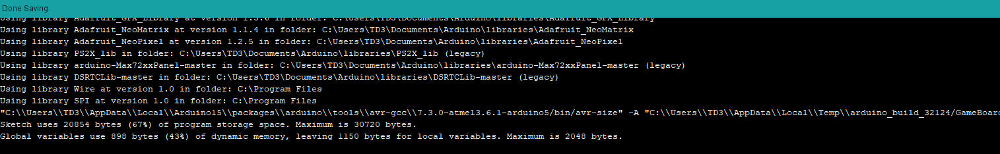 Done Saving.
Using library Adafruit_GFX_Library at version 1.5.6 in folder: C:\Users\TD3\Documents\Arduino\libraries\Adafruit_GFX_Library
Using library Adafruit_NeoMatrix at version 1.1.4 in folder: C:\Users\TD3\Documents\Arduino\libraries\Adafruit_NeoMatrix
Using library Adafruit_NeoPixel at version 1.2.5 in folder: C:\Users\TD3\Documents\Arduino\libraries\Adafruit_NeoPixel
Using library PS2X_lib in folder: C:\Users\TD3\Documents\Arduino\libraries\PS2X_lib (legacy)
Using library arduino-Max72xxPanel-master in folder: C:\Users\TD3\Documents\Arduino\libraries\arduino-Max72xxPanel-master (legacy)
Using library DSRTCLib-master in folder: C:\Users\TD3\Documents\Arduino\libraries\DSRTCLib-master (legacy)
Using library Wire at version 1.0 in folder: C:\Program Files
Using library SPI at version 1.0 in folder: C:\Program Files
"C:\\Users\\TD3\\AppData\\Local\\Arduino15\\packages\\arduino\\tools\\avr-gcc\\7.3.0-atmel3.6.1-arduino5/bin/avr-size" -A "C:\\Users\\TD3\\AppData\\Local\\Temp\\arduino_build_32124/GameBoar
Sketch uses 20854 bytes (67%) of program storage space. Maximum is 30720 bytes.
Global variables use 898 bytes (43%) of dynamic memory, leaving 1150 bytes for local variables. Maximum is 2048 bytes.